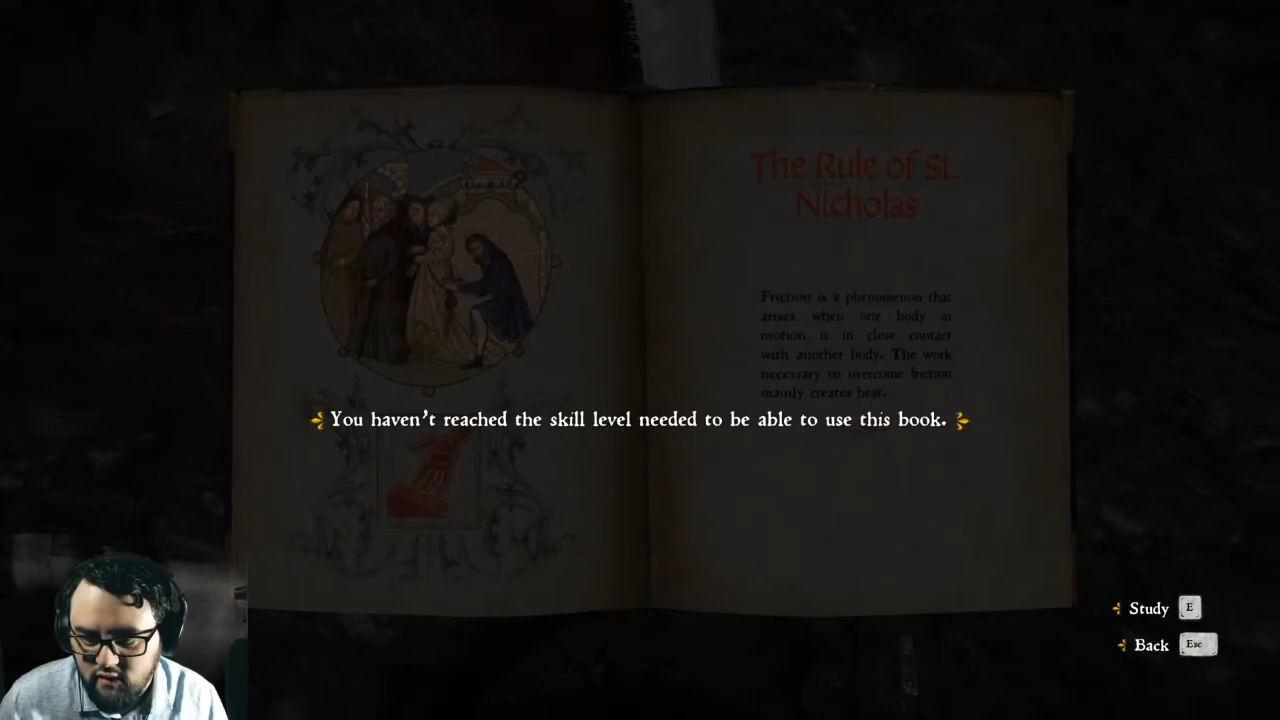 The Rule of St.
Nicholas
Friction is a phenomenon that
arises when one body in
motion is in close contact
with another body. The work
necessary to overcome friction
mainly creates heat.
You haven't reached the skill level needed to be able to use this book.
Study E
Back Esc